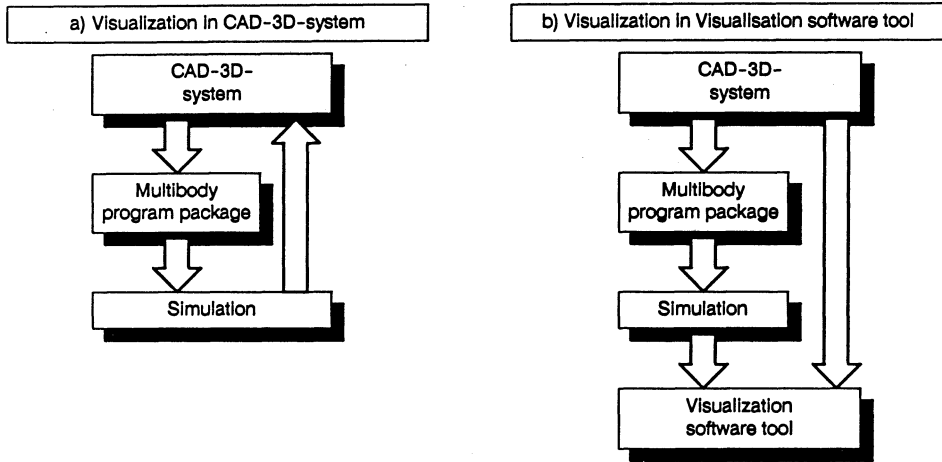 a) Visualization in CAD-3D-system
CAD-3D-
system
Multibody
program package
Simulation
b) Visualization in Visualisation software tool
CAD-3D-
system
Multibody
program package
Simulation
Visualization
software tool